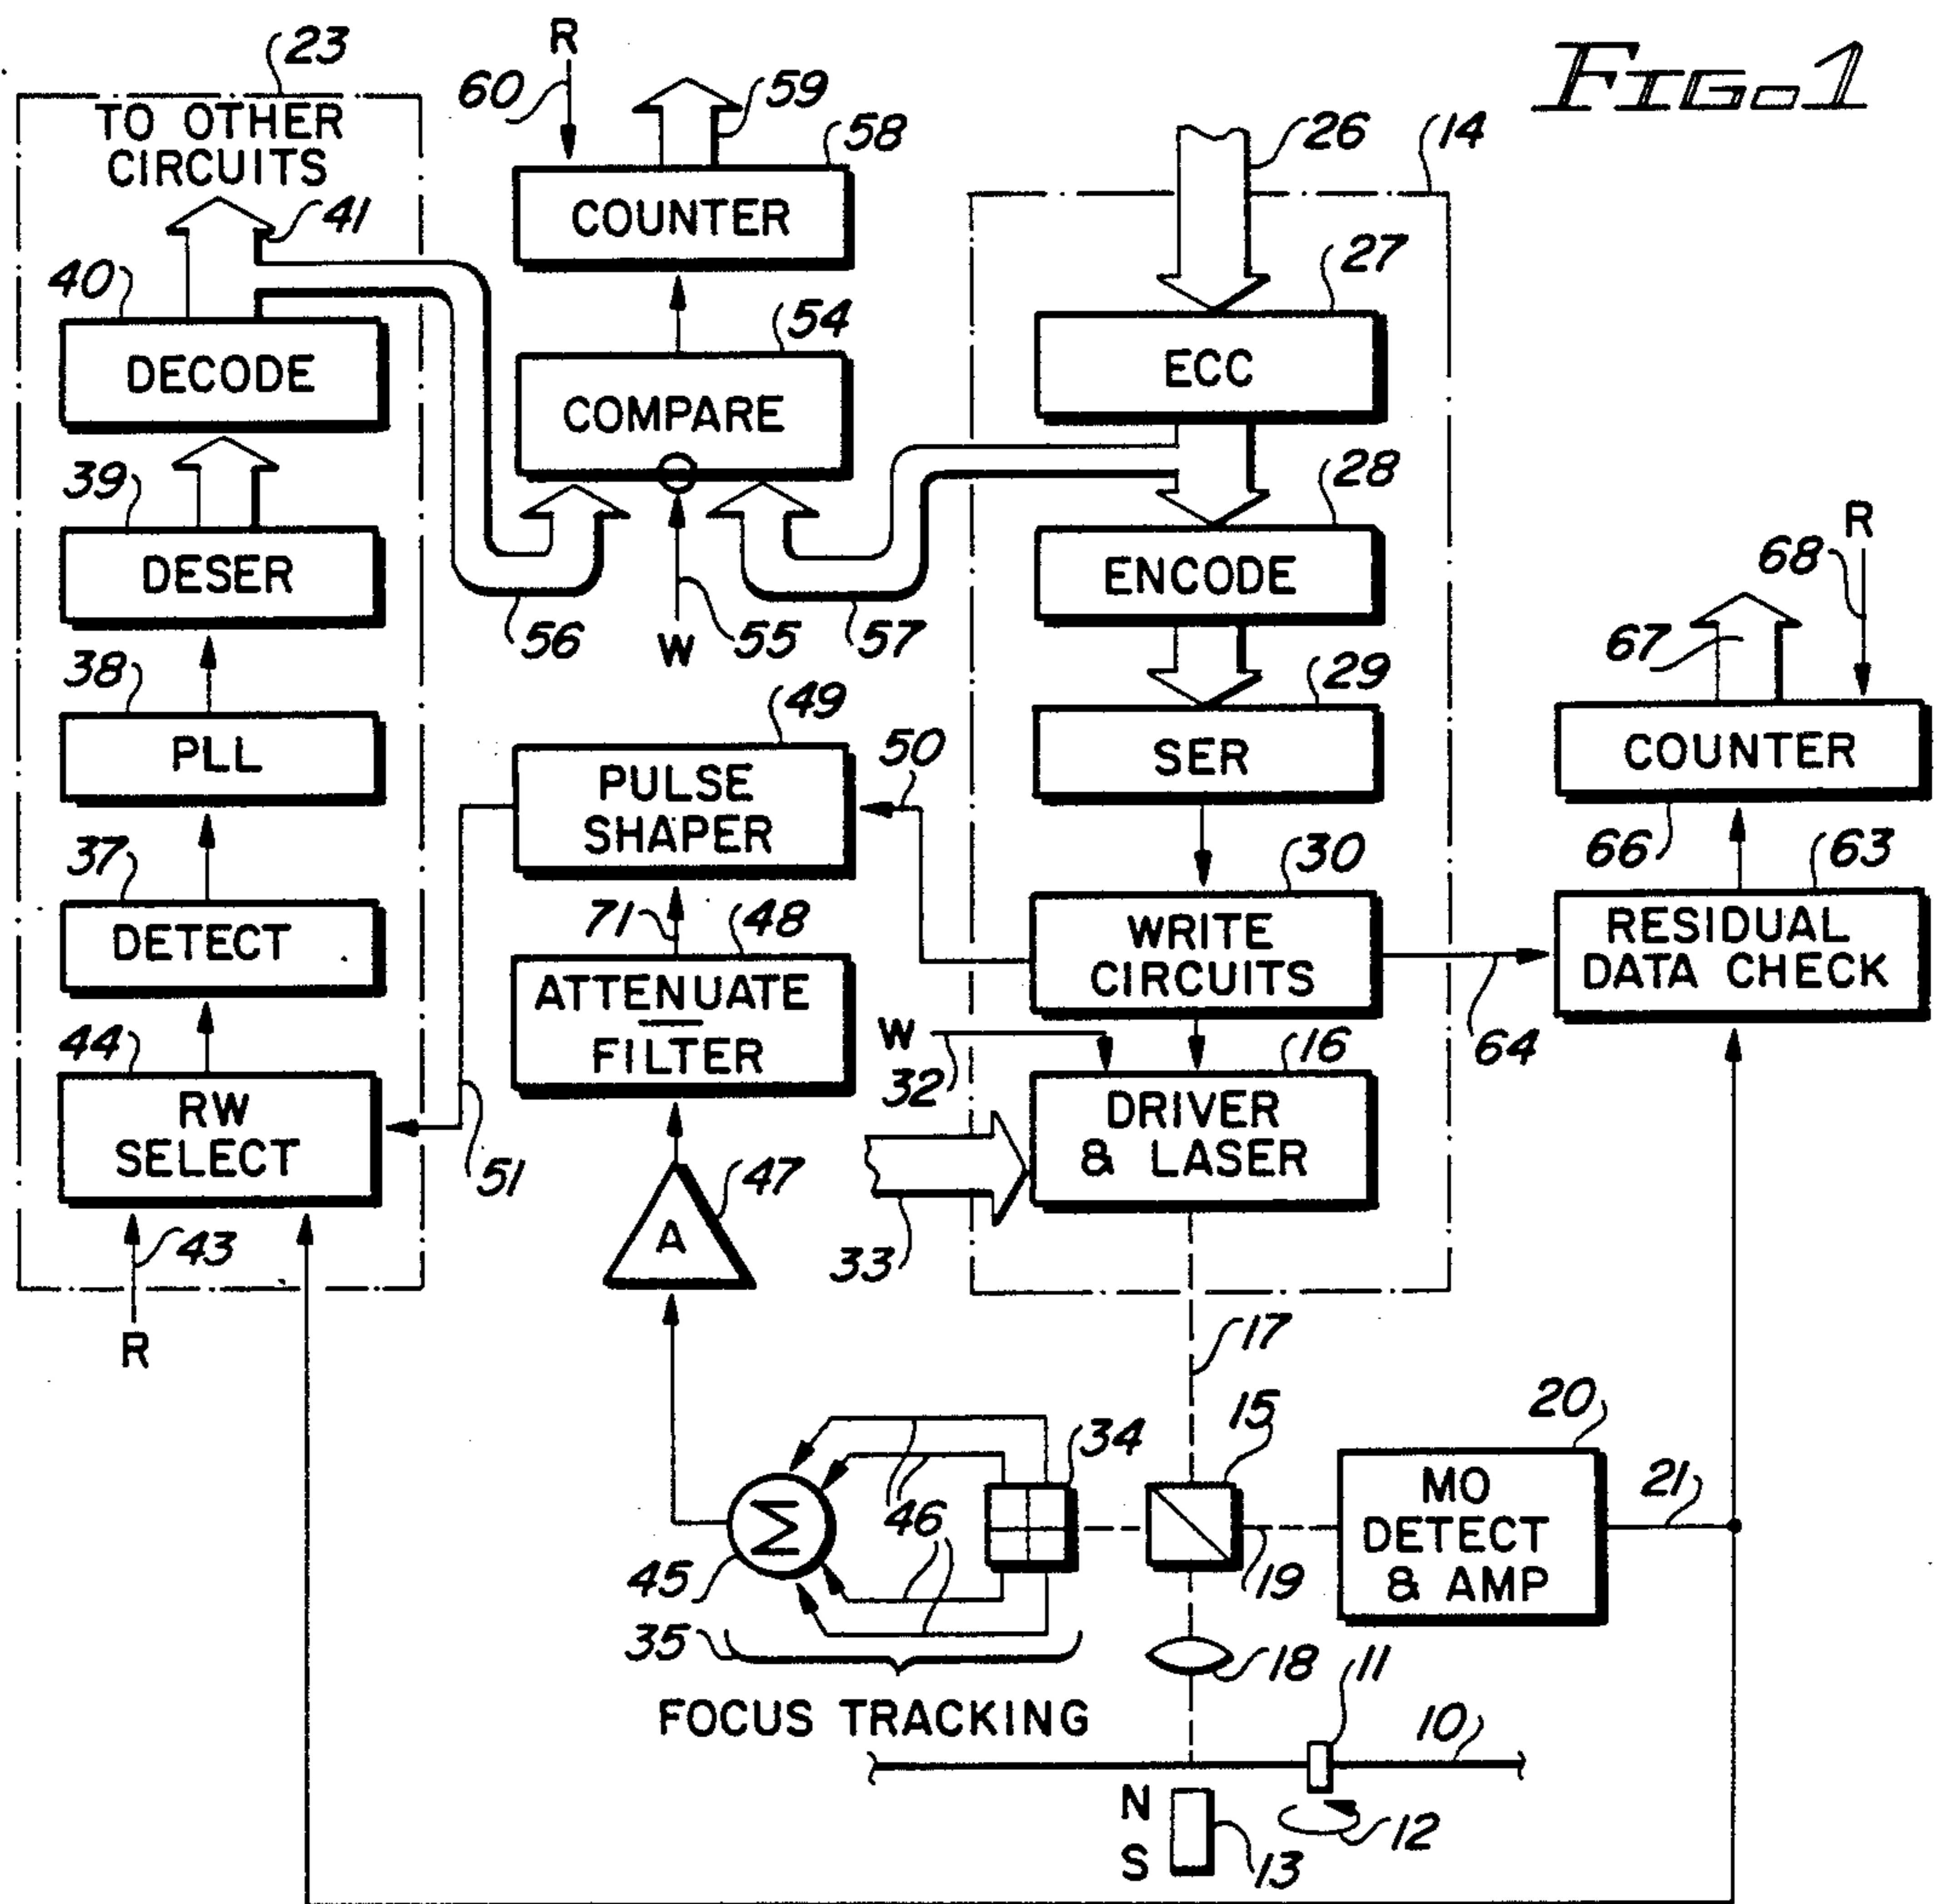 FIG. 1
23
TO OTHER
CIRCUITS
41
40
DECODE
39
DESER
38
PLL
37
DETECT
44
RW
SELECT
43
R
R
60
59
58
COUNTER
54
COMPARE
56
W
55
57
49
PULSE
SHAPER
50
71
48
ATTENUATE
FILTER
51
47
A
26
14
27
ECC
28
ENCODE
29
SER
30
WRITE
CIRCUITS
W
32
16
DRIVER
& LASER
33
64
R
68
67
COUNTER
66
63
RESIDUAL
DATA CHECK
17
15
34
46
Σ
45
35
FOCUS TRACKING
19
20
MO
DETECT
& AMP
21
18
11
10
N
S
13
12